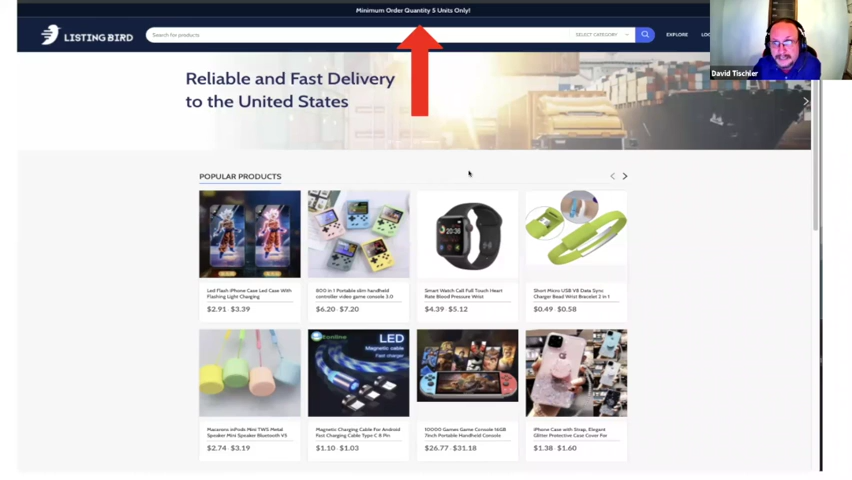 Minimum Order Quantity 5 Units Only!
LISTING BIRD
Search for products
SELECT CATEGORY
EXPLORE
David Tischler
Reliable and Fast Delivery
to the United States
POPULAR PRODUCTS
Led Flash iPhone Case Led Case With
Flashing Light Charging
$2.91 - $3.39
800 in 1 Portable slim handheld
controller video game console 3.0
$6.20 - $7.20
Smart Watch Call Full Touch Heart
Rate Blood Pressure Wrist
$4.39 - $5.12
Short Micro USB V8 Data Sync
Charger Bead Wrist Bracelet 2 in 1
$0.49 - $0.58
LED
Magnetic cable
Fast charger
Macarons inPods Mini TWS Metal
Speaker Mini Speaker Bluetooth V5
$2.74 - $3.19
Magnetic Charging Cable For Android
Fast Charging Cable Type C 8 Pin
$1.10 - $1.03
10000 Games Game Console 16GB
7inch Portable Handheld Console
$26.77 - $31.18
iPhone Case with Strap, Elegant
Glitter Protective Case Cover For
$1.38 - $1.60